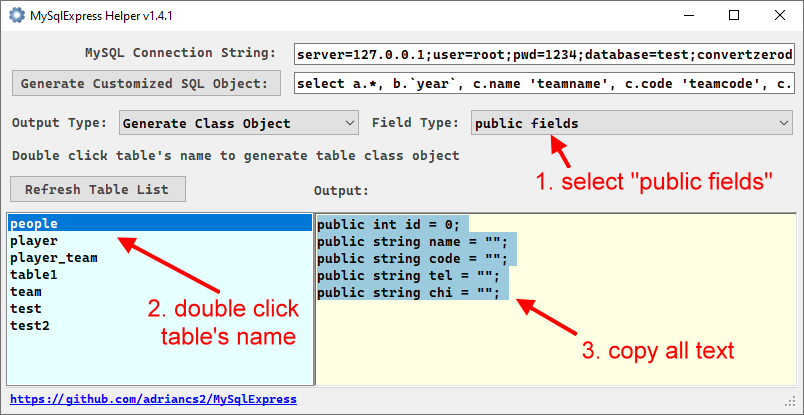 MySqlExpress Helper v1.4.1
MySQL Connection String:
server=127.0.0.1;user=root;pwd=1234;database=test;convertzerod
Generate Customized SQL Object:
select a.*, b.`year`, c.name 'teamname', c.code 'teamcode', c.
Output Type:
Generate Class Object
Field Type:
public fields
Double click table's name to generate table class object
1. select "public fields"
Refresh Table List
Output:
people
player
player_team
table1
team
test
test2
2. double click
table's name
public int id = 0;
public string name = "";
public string code = "";
public string tel = "";
public string chi = "";
3. copy all text
https://github.com/adriancs2/MySqlExpress